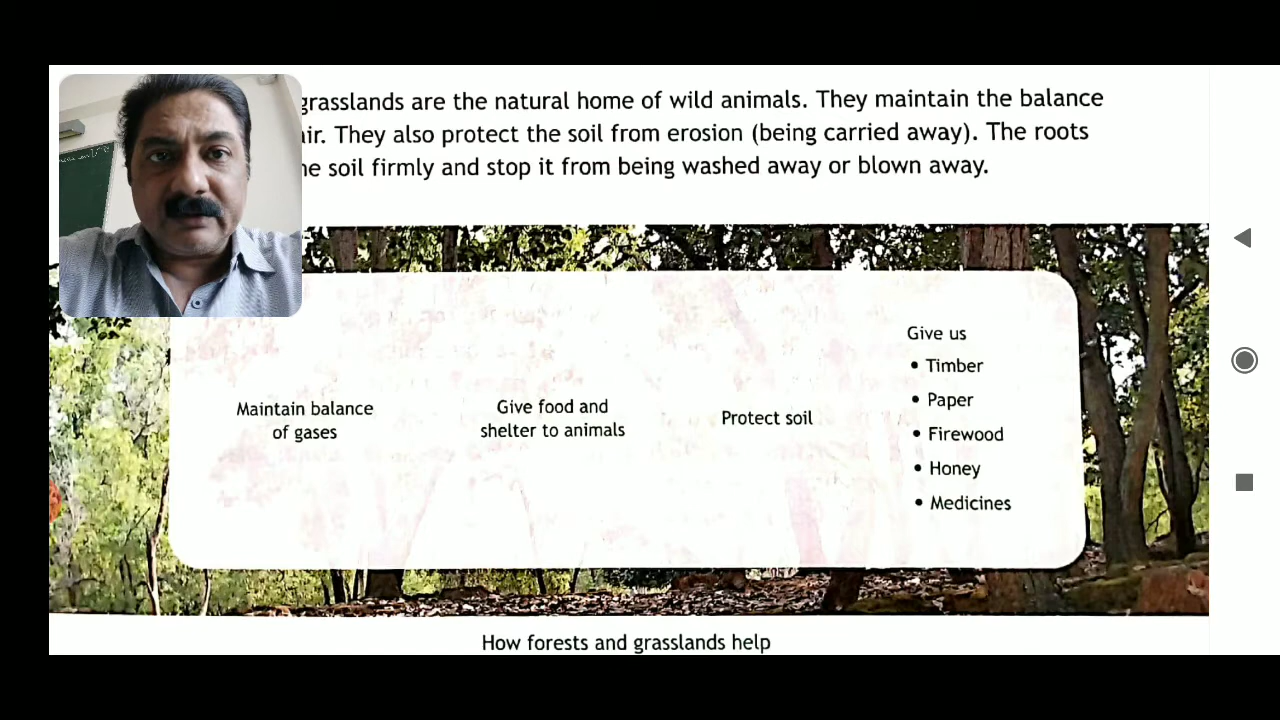 grasslands are the natural home of wild animals. They maintain the balance
air. They also protect the soil from erosion (being carried away). The roots
soil firmly and stop it from being washed away or blown away.
Maintain balance
of gases
Give food and
shelter to animals
Protect soil
Give us
• Timber
• Paper
• Firewood
• Honey
• Medicines
How forests and grasslands help